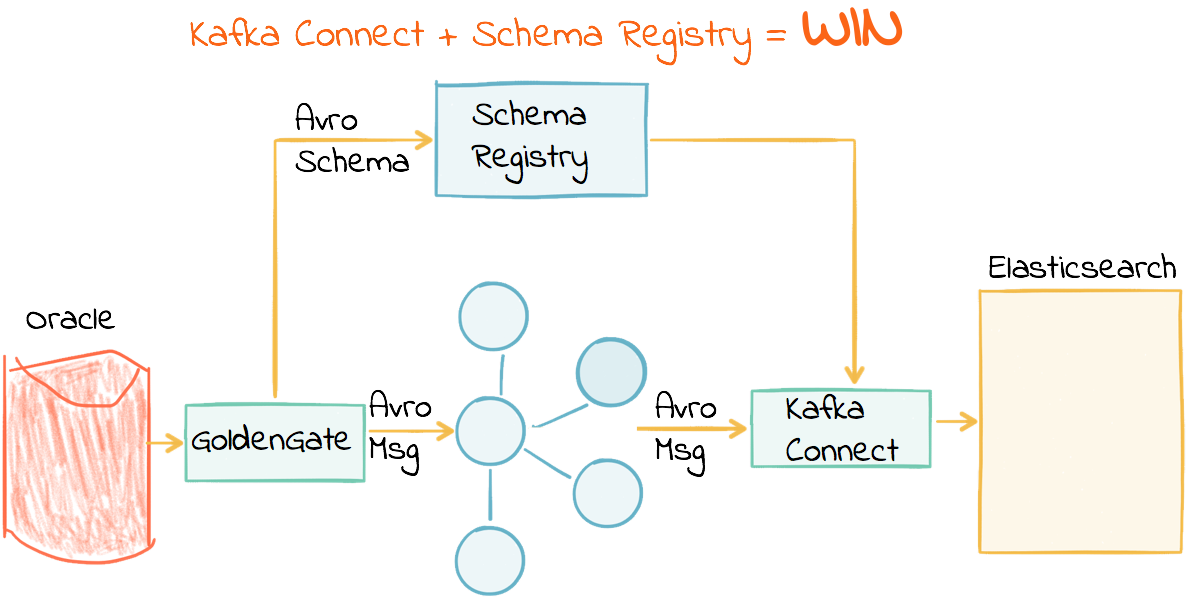 Kafka Connect + Schema Registry = WIN
Avro
Schema
Schema
Registry
Elasticsearch
Oracle
GoldenGate
Avro
Msg
Avro
Msg
Kafka
Connect